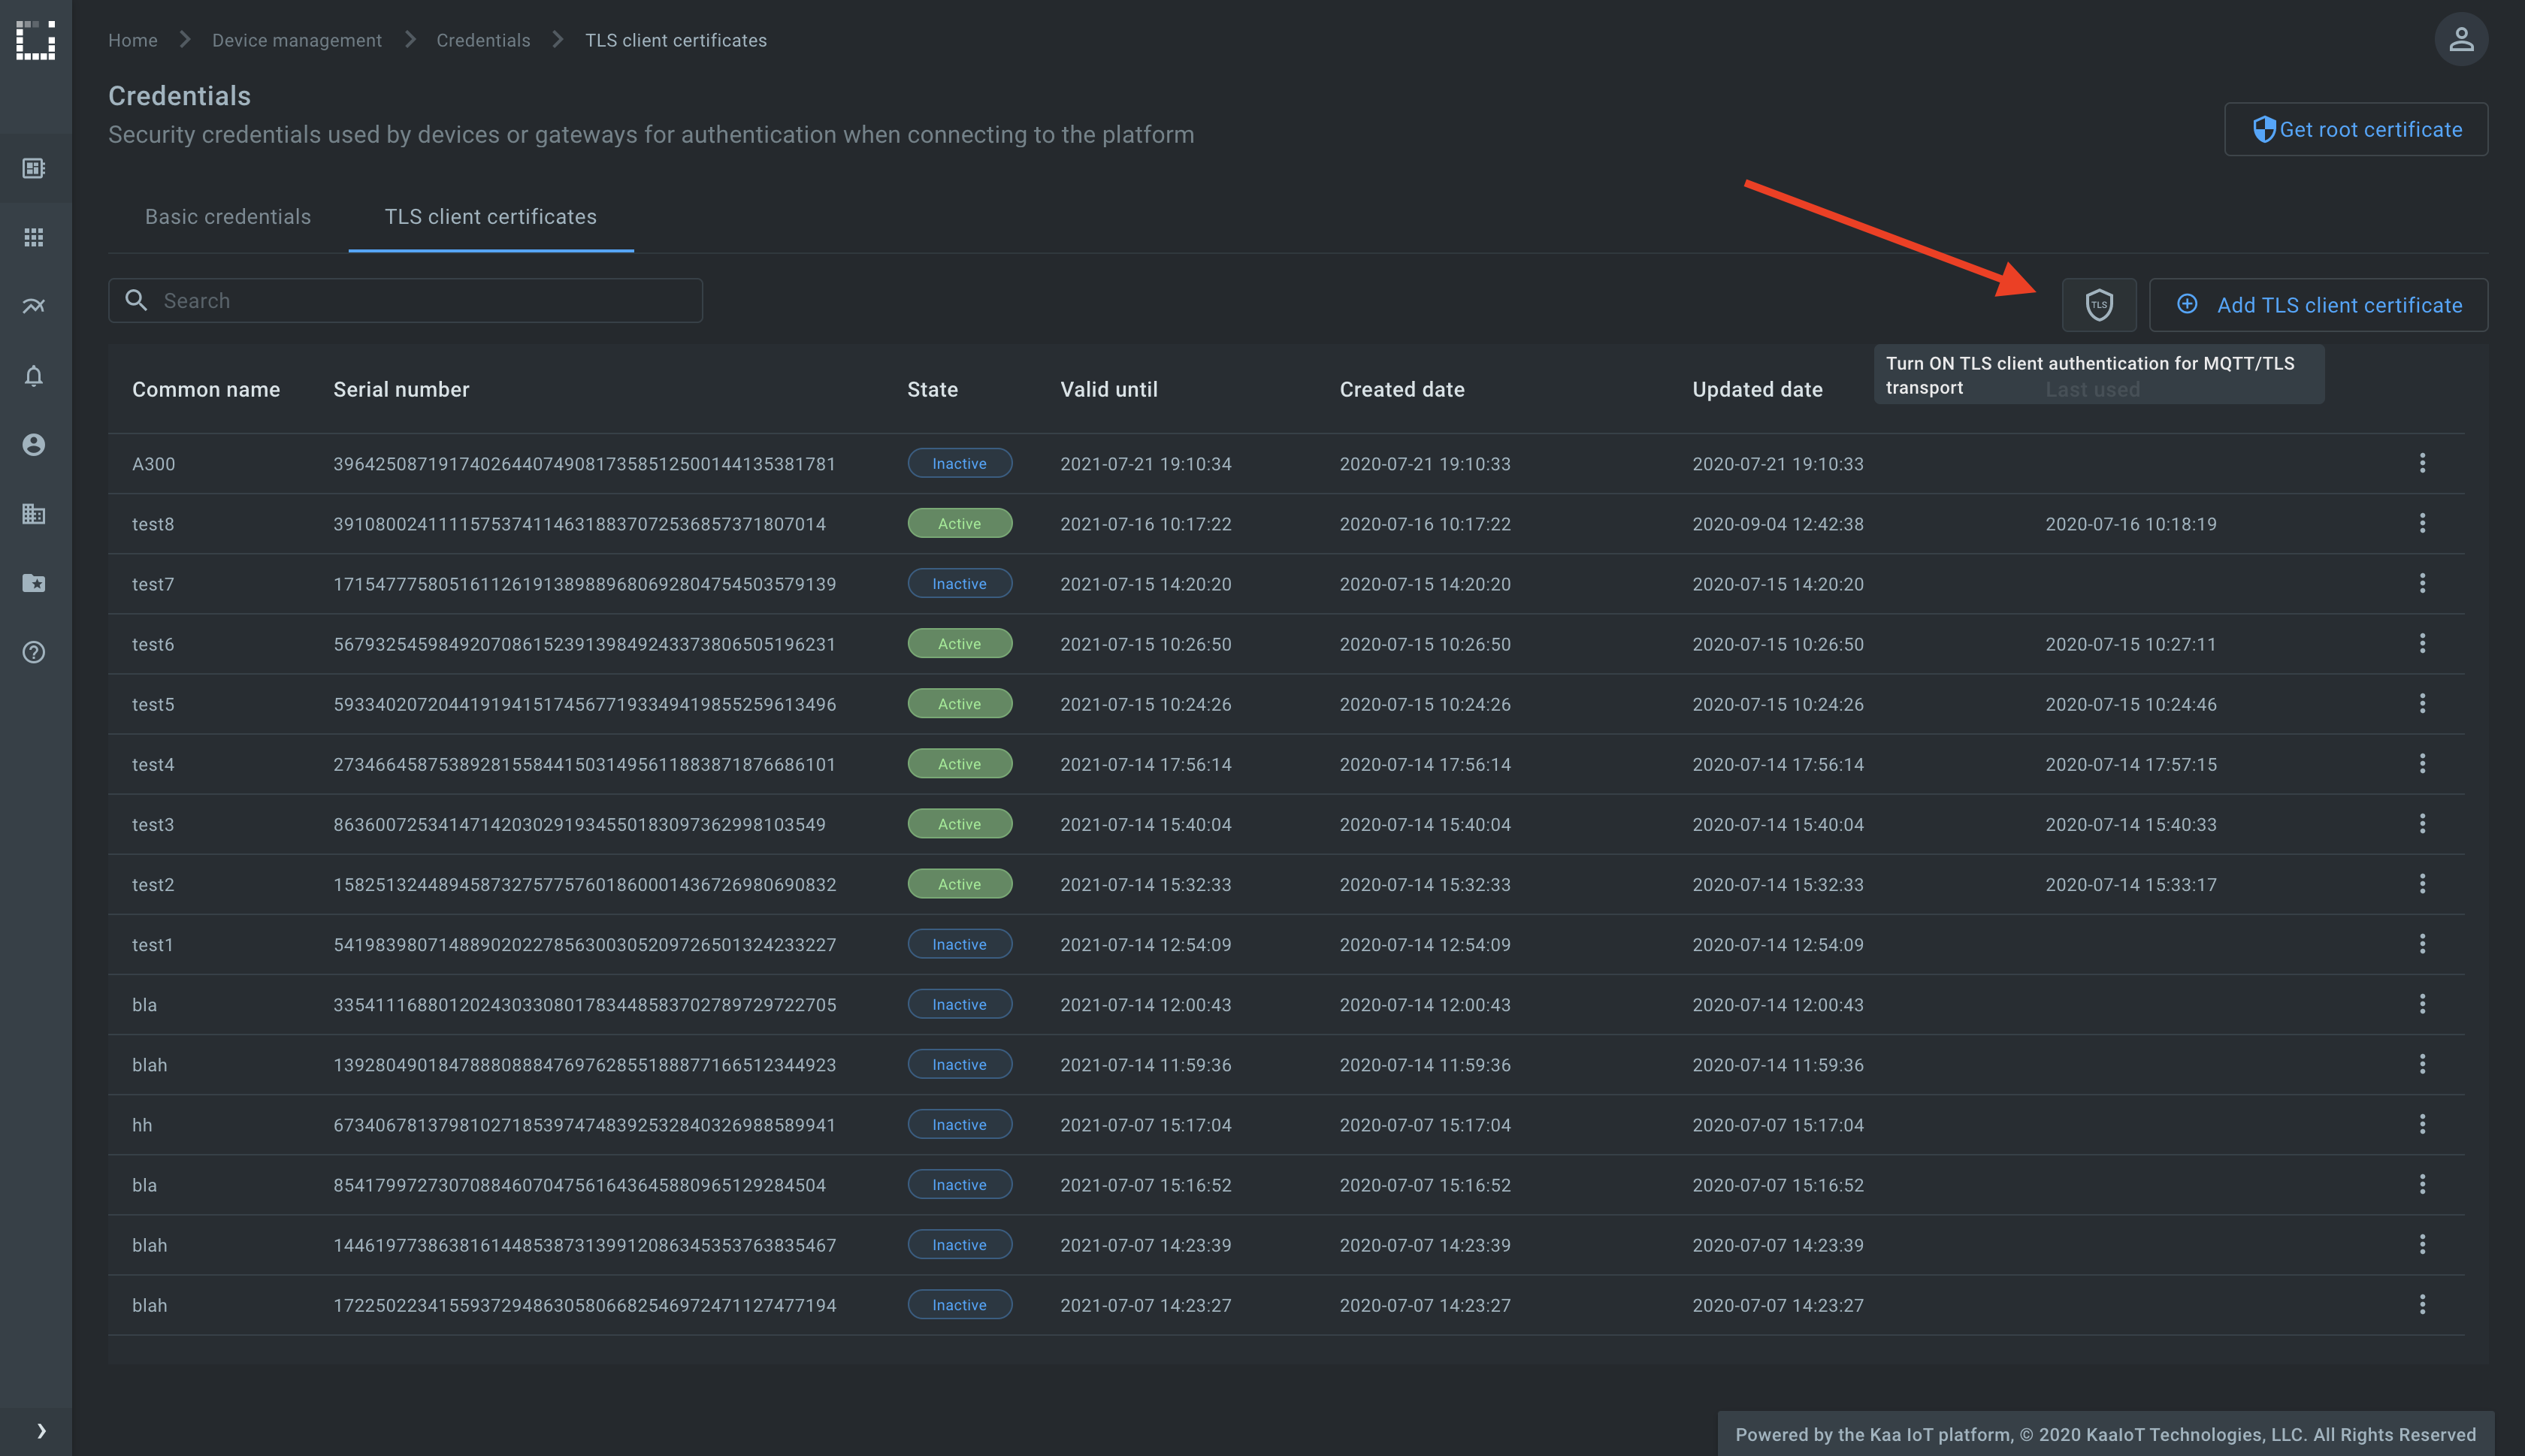 Home > Device management > Credentials > TLS client certificates
Credentials
Security credentials used by devices or gateways for authentication when connecting to the platform
Get root certificate
Basic credentials TLS client certificates
Search
TLS
Add TLS client certificate
Turn ON TLS client authentication for MQTT/TLS
transport
Common name Serial number State Valid until Created date Updated date Last used
A300 396425087191740264407490817358512500144135381781 Inactive 2021-07-21 19:10:34 2020-07-21 19:10:33 2020-07-21 19:10:33
test8 39108002411115753741146318837072536857371807014 Active 2021-07-16 10:17:22 2020-07-16 10:17:22 2020-09-04 12:42:38 2020-07-16 10:18:19
test7 171547775805161126191389889680692804754503579139 Inactive 2021-07-15 14:20:20 2020-07-15 14:20:20 2020-07-15 14:20:20
test6 567932545984920708615239139849243373806505196231 Active 2021-07-15 10:26:50 2020-07-15 10:26:50 2020-07-15 10:26:50 2020-07-15 10:27:11
test5 593340207204419194151745677193349419855259613496 Active 2021-07-15 10:24:26 2020-07-15 10:24:26 2020-07-15 10:24:26 2020-07-15 10:24:46
test4 273466458753892815584415031495611883871876686101 Active 2021-07-14 17:56:14 2020-07-14 17:56:14 2020-07-14 17:56:14 2020-07-14 17:57:15
test3 86360072534147142030291934550183097362998103549 Active 2021-07-14 15:40:04 2020-07-14 15:40:04 2020-07-14 15:40:04 2020-07-14 15:40:33
test2 158251324489458732757757601860001436726980690832 Active 2021-07-14 15:32:33 2020-07-14 15:32:33 2020-07-14 15:32:33 2020-07-14 15:33:17
test1 541983980714889020227856300305209726501324233227 Inactive 2021-07-14 12:54:09 2020-07-14 12:54:09 2020-07-14 12:54:09
bla 335411168801202430330801783448583702789729722705 Inactive 2021-07-14 12:00:43 2020-07-14 12:00:43 2020-07-14 12:00:43
blah 139280490184788808884769762855188877166512344923 Inactive 2021-07-14 11:59:36 2020-07-14 11:59:36 2020-07-14 11:59:36
hh 673406781379810271853974748392532840326988589941 Inactive 2021-07-07 15:17:04 2020-07-07 15:17:04 2020-07-07 15:17:04
bla 85417997273070884607047561643645880965129284504 Inactive 2021-07-07 15:16:52 2020-07-07 15:16:52 2020-07-07 15:16:52
blah 144619773863816144853873139912086345353763835467 Inactive 2021-07-07 14:23:39 2020-07-07 14:23:39 2020-07-07 14:23:39
blah 172250223415593729486305806682546972471127477194 Inactive 2021-07-07 14:23:27 2020-07-07 14:23:27 2020-07-07 14:23:27
Powered by the Kaa IoT platform, © 2020 KaaIoT Technologies, LLC. All Rights Reserved